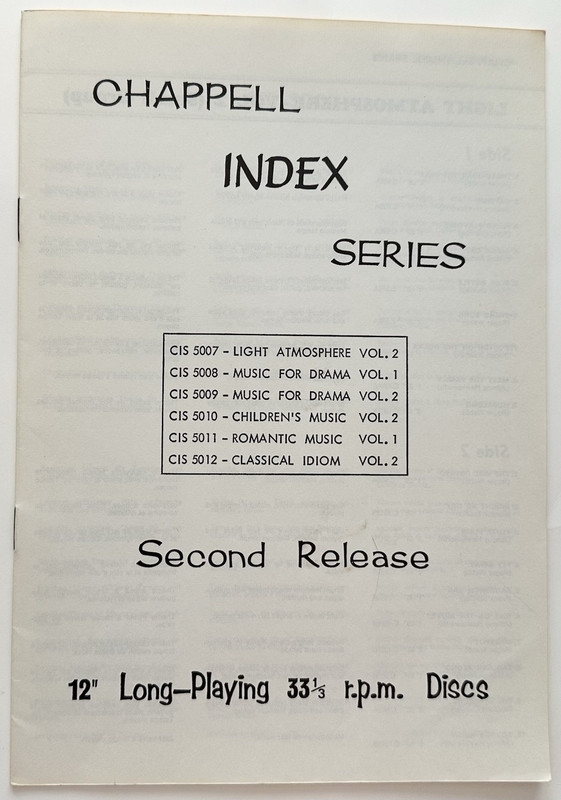 CHAPPELL
INDEX
SERIES
CIS 5007 - LIGHT ATMOSPHERE VOL. 2
CIS 5008 - MUSIC FOR DRAMA VOL. 1
CIS 5009 - MUSIC FOR DRAMA VOL. 2
CIS 5010 - CHILDREN'S MUSIC VOL. 2
CIS 5011 - ROMANTIC MUSIC VOL. 1
CIS 5012 - CLASSICAL IDIOM VOL. 2
Second Release
12" Long-Playing 33⅓ r.p.m. Discs